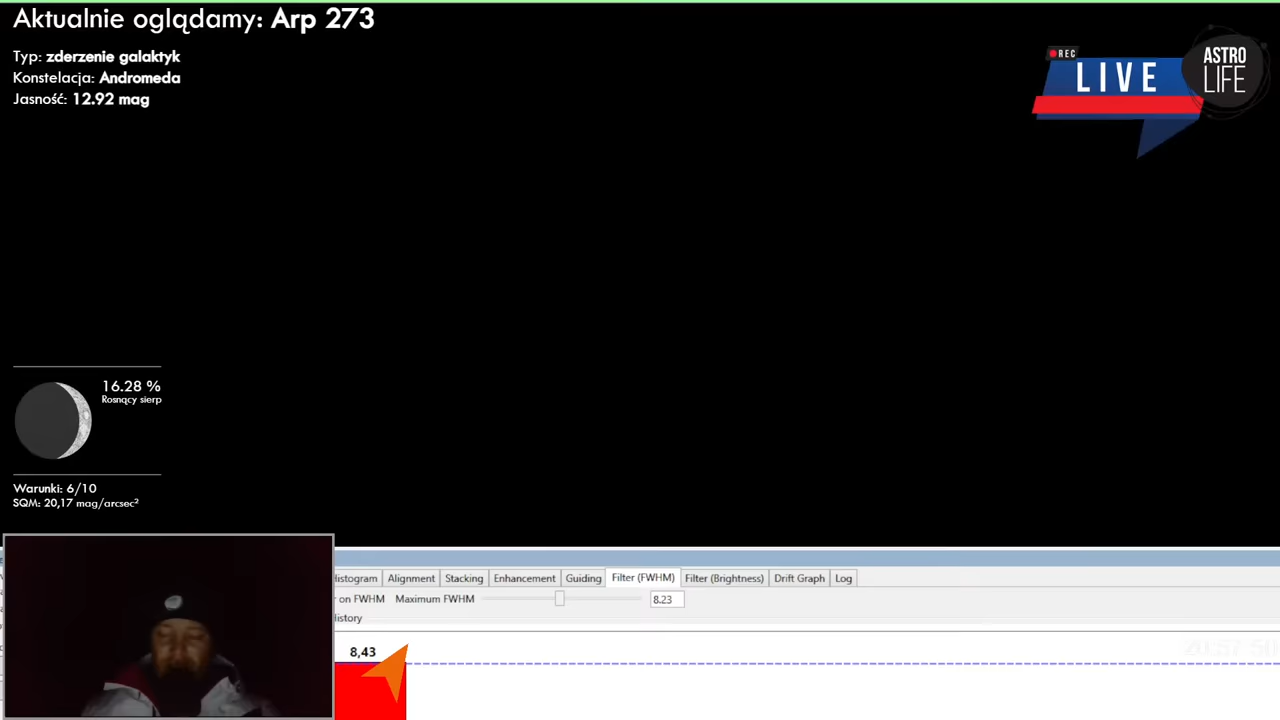 Aktualnie oglądamy: Arp 273
Typ: zderzenie galaktyk
Konstelacja: Andromeda
Jasność: 12.92 mag
REC
LIVE
ASTRO
LIFE
16.28 %
Rosnący sierp
Warunki: 6/10
SQM: 20,17 mag/arcsec²
Histogram Alignment Stacking Enhancement Guiding Filter (FWHM) Filter (Brightness) Drift Graph Log
on FWHM Maximum FWHM 8.23
History
8,43